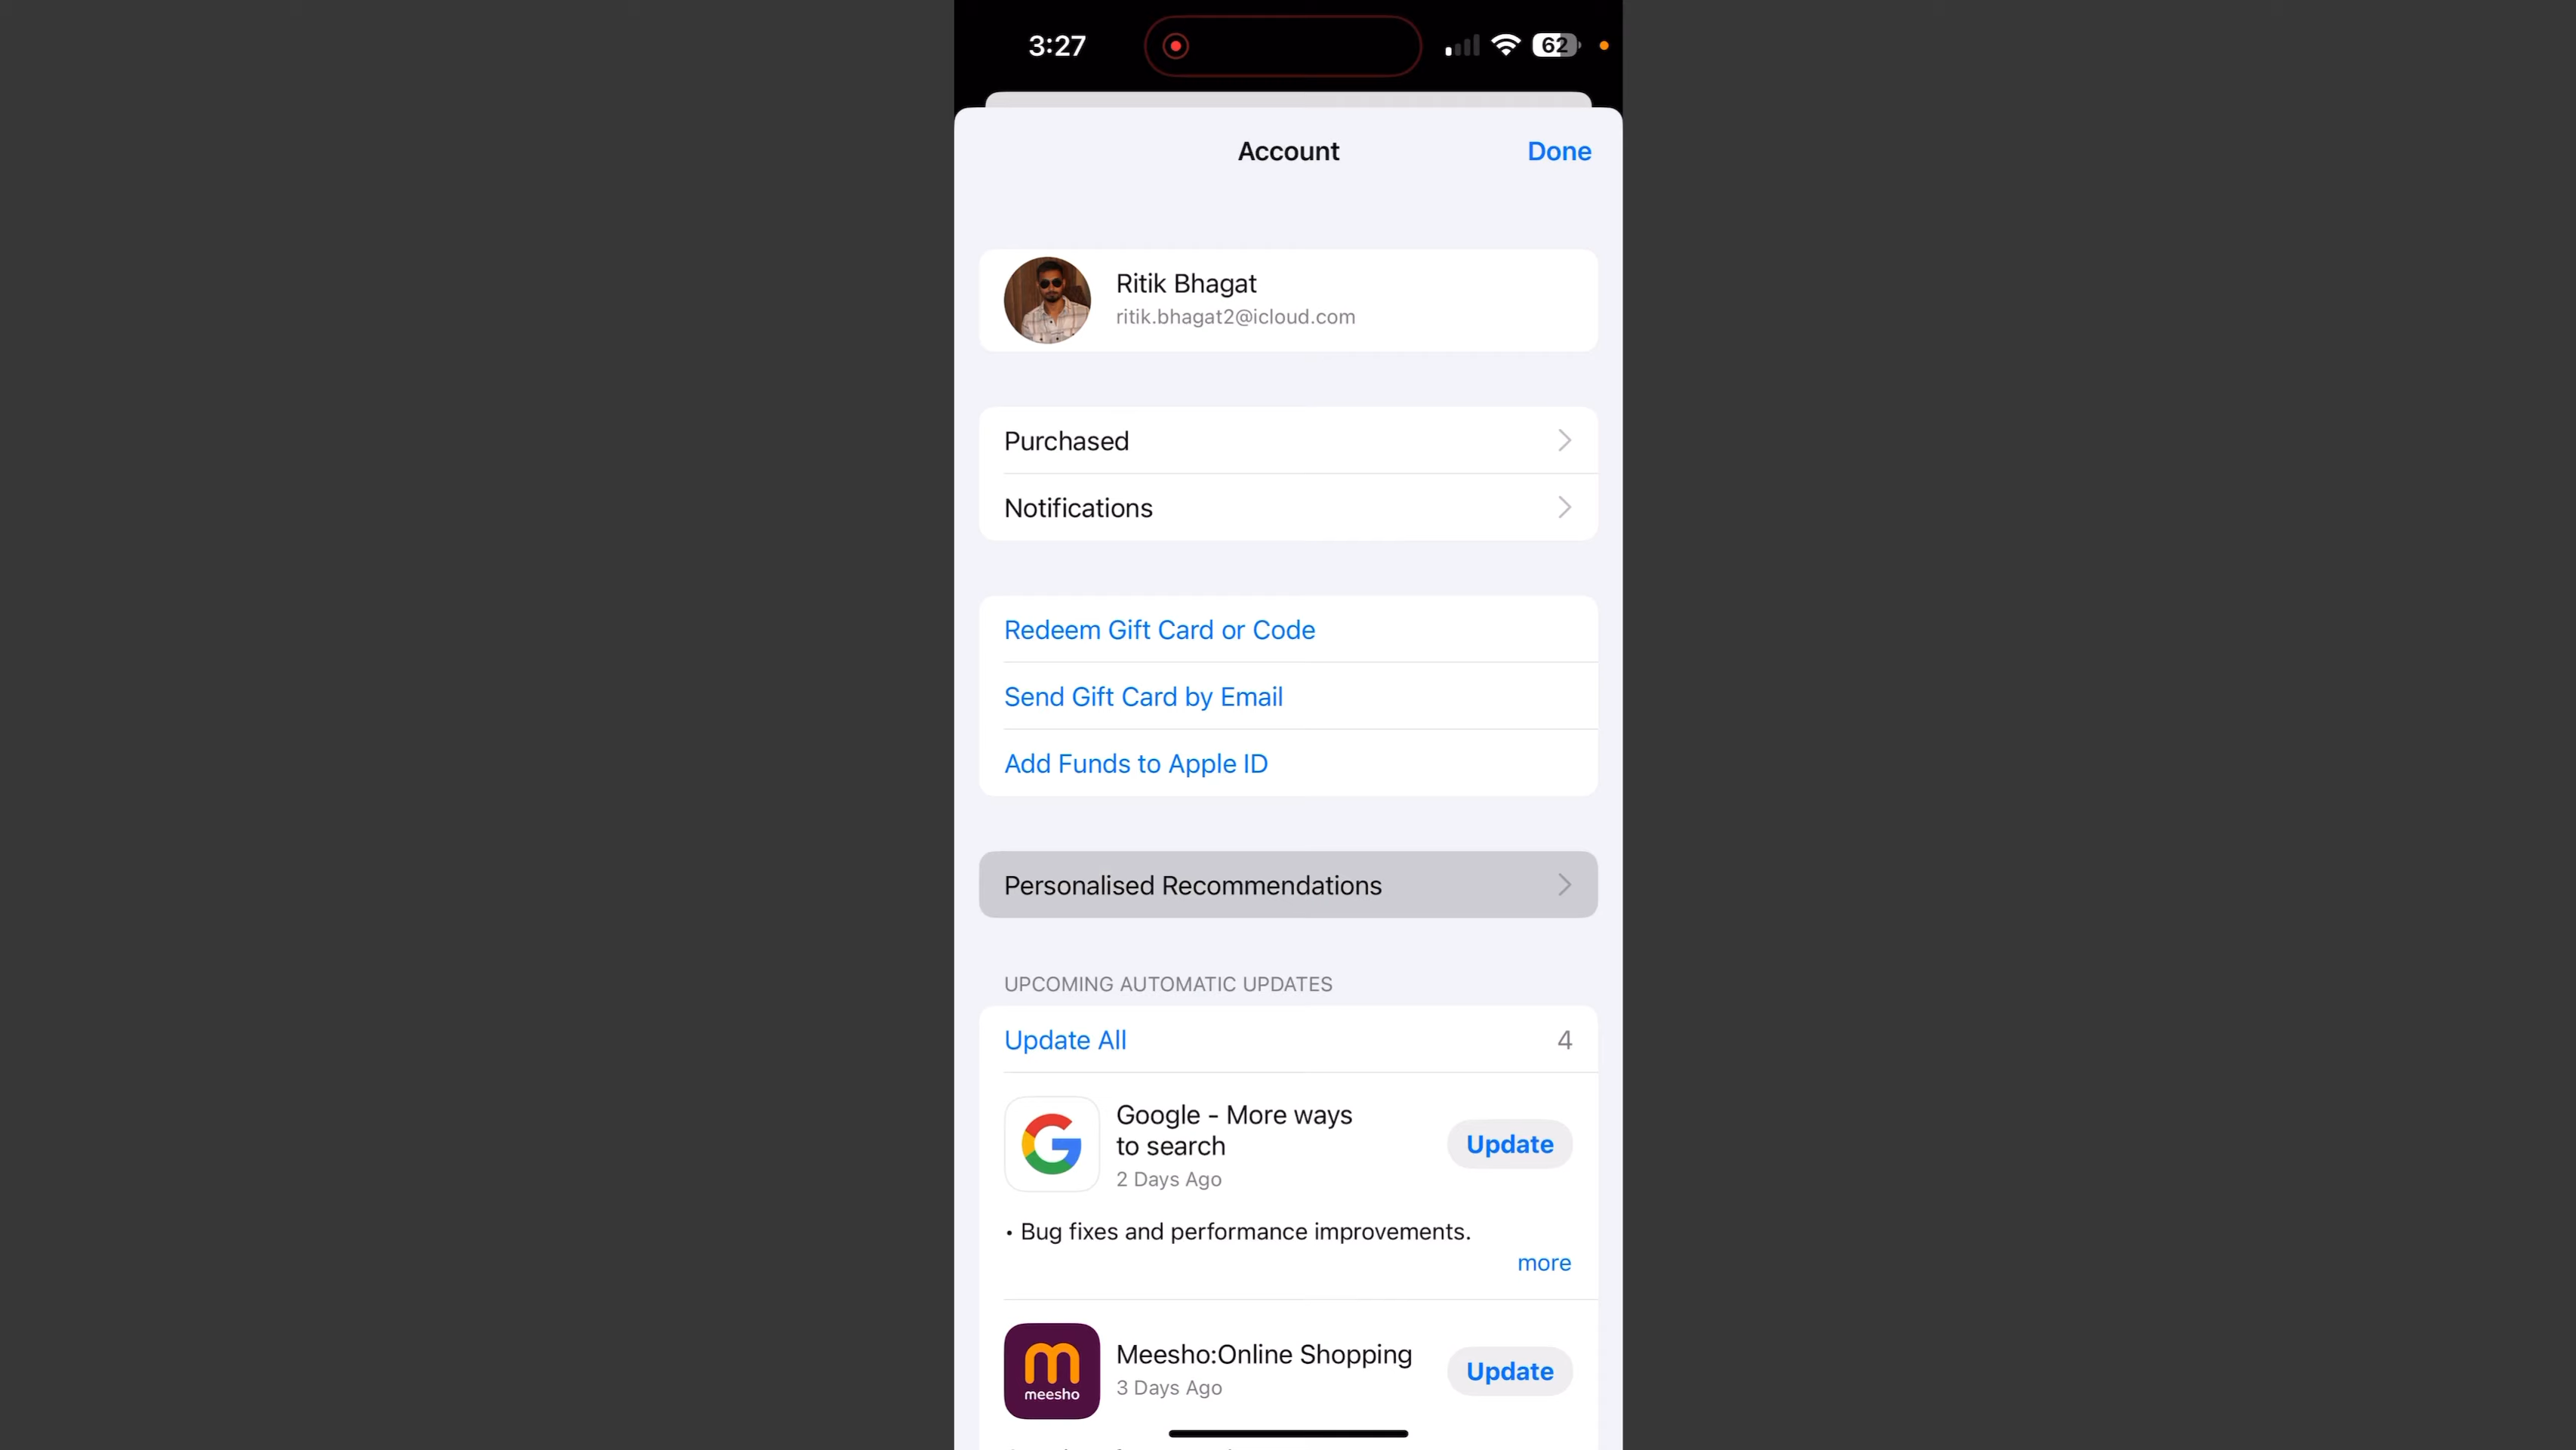 3:27
62
Account
Done
Ritik Bhagat
ritik.bhagat2@icloud.com
Purchased
Notifications
Redeem Gift Card or Code
Send Gift Card by Email
Add Funds to Apple ID
Personalised Recommendations
UPCOMING AUTOMATIC UPDATES
Update All
4
Google - More ways
to search
2 Days Ago
Update
• Bug fixes and performance improvements.
more
meesho
Meesho:Online Shopping
3 Days Ago
Update